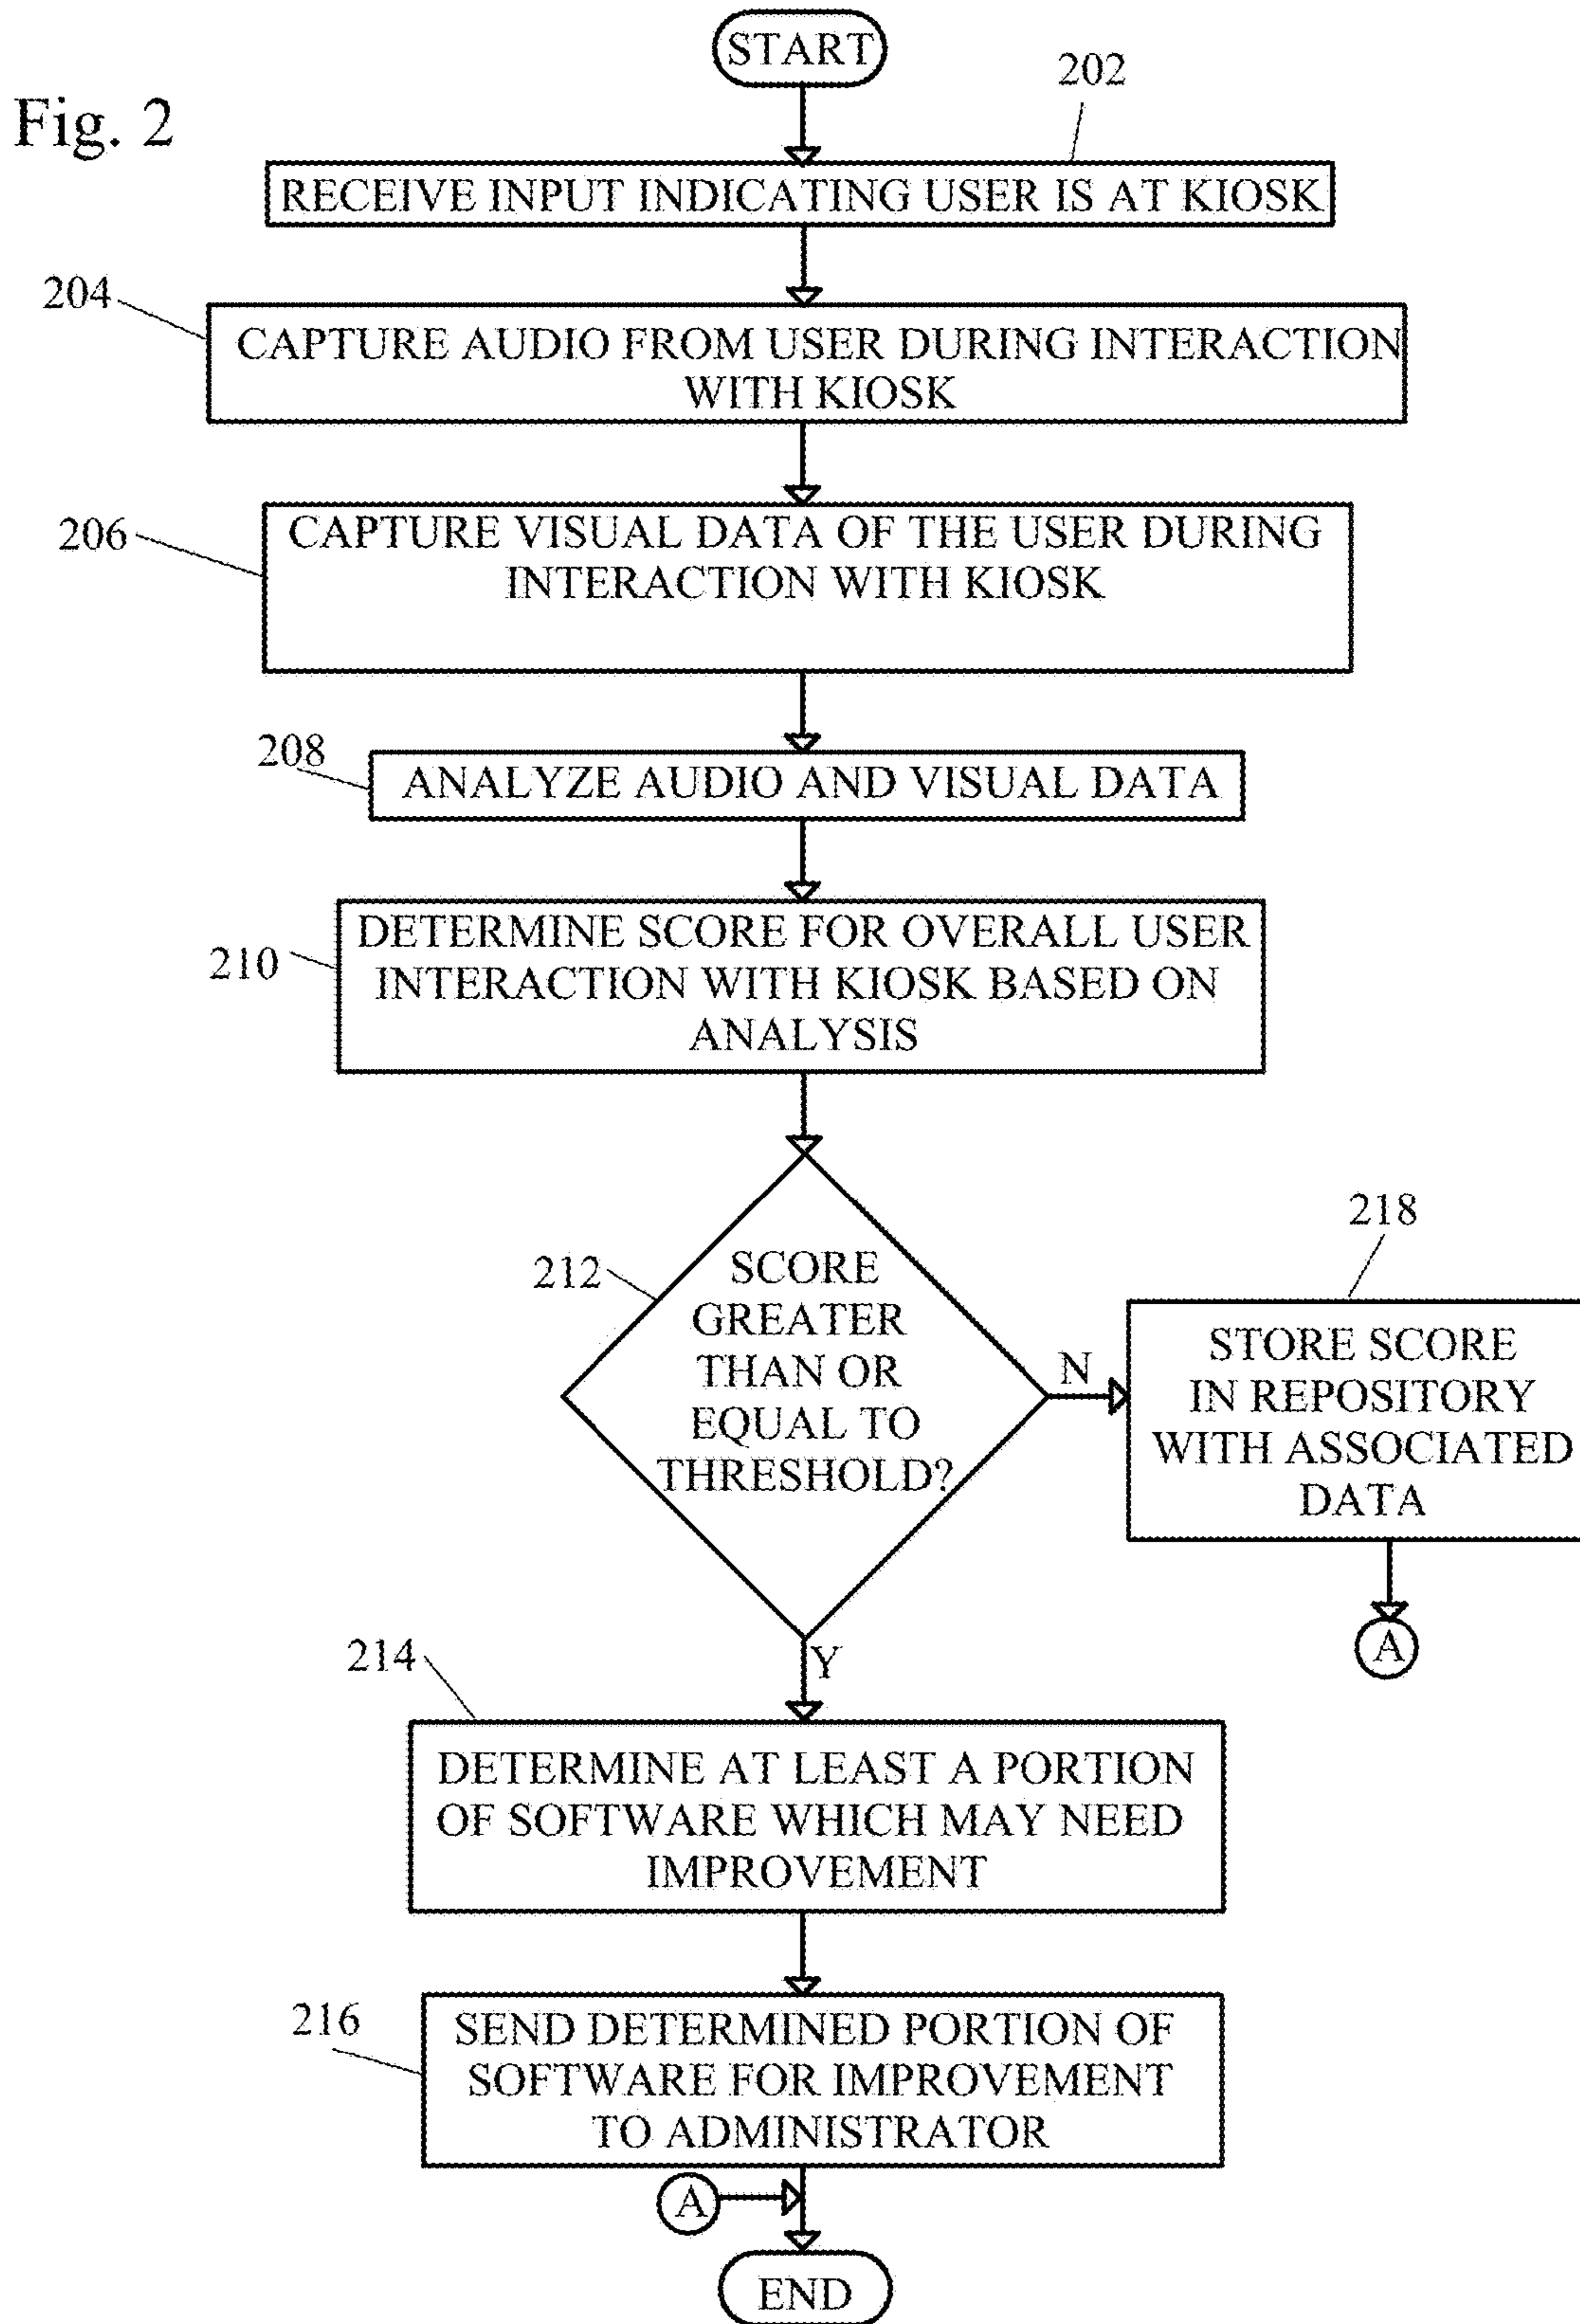 START
202
Fig. 2
RECEIVE INPUT INDICATING USER IS AT KIOSK
204
CAPTURE AUDIO FROM USER DURING INTERACTION
WITH KIOSK
206
CAPTURE VISUAL DATA OF THE USER DURING
INTERACTION WITH KIOSK
208
ANALYZE AUDIO AND VISUAL DATA
210
DETERMINE SCORE FOR OVERALL USER
INTERACTION WITH KIOSK BASED ON
ANALYSIS
212
SCORE
GREATER
THAN OR
EQUAL TO
THRESHOLD?
N
218
STORE SCORE
IN REPOSITORY
WITH ASSOCIATED
DATA
A
Y
214
DETERMINE AT LEAST A PORTION
OF SOFTWARE WHICH MAY NEED
IMPROVEMENT
216
SEND DETERMINED PORTION OF
SOFTWARE FOR IMPROVEMENT
TO ADMINISTRATOR
A
END